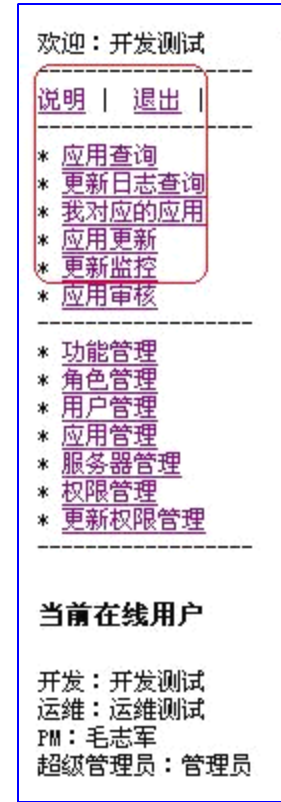 欢迎：开发测试
------------------
说明 | 退出 |
------------------
* 应用查询
* 更新日志查询
* 我对应的应用
* 应用更新
* 更新监控
* 应用审核
------------------
* 功能管理
* 角色管理
* 用户管理
* 应用管理
* 服务器管理
* 权限管理
* 更新权限管理
------------------
当前在线用户
开发：开发测试
运维：运维测试
PM：毛志军
超级管理员：管理员